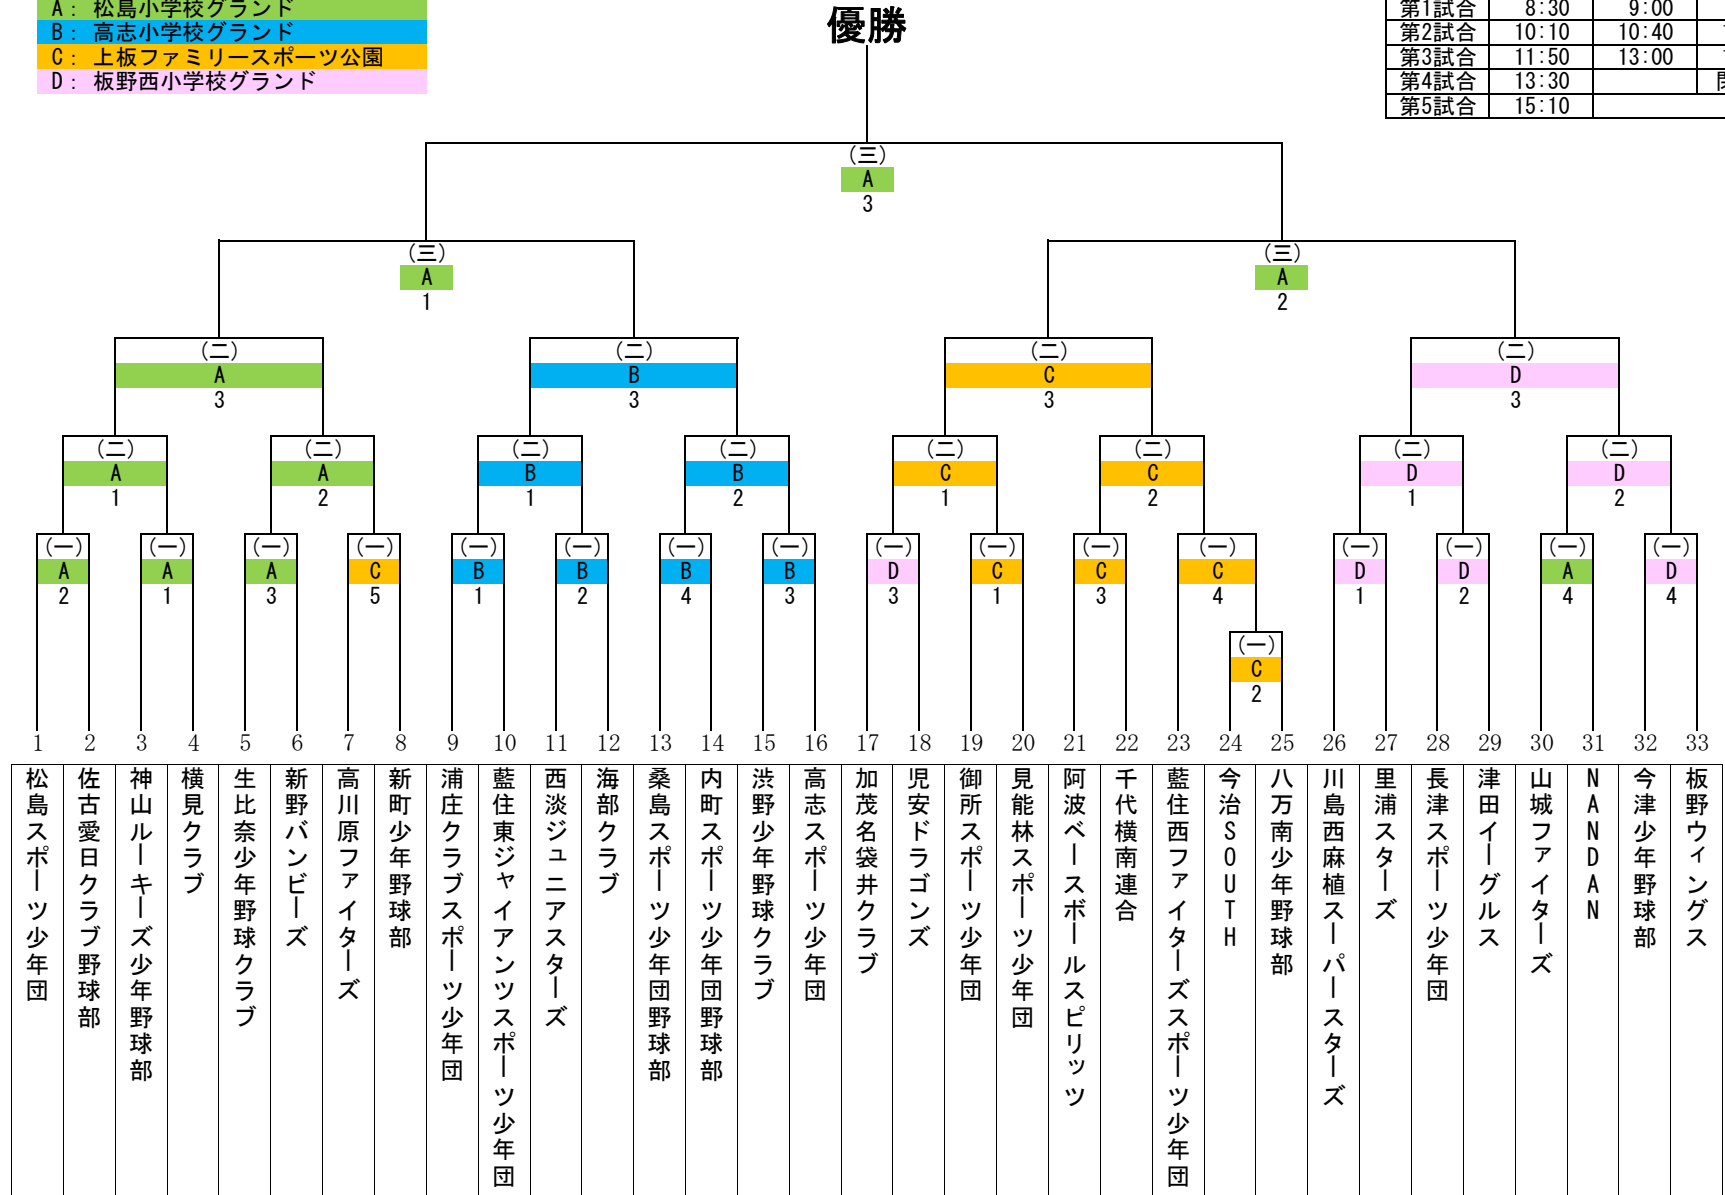 A： 松島小学校グランド
B： 高志小学校グランド
C： 上板ファミリースポーツ公園
D： 板野西小学校グランド
優勝
第1試合 8:30 9:00
第2試合 10:10 10:40
第3試合 11:50 13:00
第4試合 13:30
第5試合 15:10
(三)
A
3
(三) (三)
A A
1 2
(二) (二) (二) (二)
A B C D
3 3 3 3
(二) (二) (二) (二) (二) (二) (二) (二)
A A B B C C D D
1 2 1 2 1 2 1 2
(一) (一) (一) (一) (一) (一) (一) (一) (一) (一) (一) (一) (一) (一) (一) (一)
A A A C B B B B D C C C D D A D
2 1 3 5 1 2 4 3 3 1 3 4 1 2 4 4
(一)
C
2
1 2 3 4 5 6 7 8 9 10 11 12 13 14 15 16 17 18 19 20 21 22 23 24 25 26 27 28 29 30 31 32 33
松島スポーツ少年団
佐古愛日クラブ野球部
神山ルーキーズ少年野球部
横見クラブ
生比奈少年野球クラブ
新野バンビーズ
高川原ファイターズ
新町少年野球部
浦庄クラブスポーツ少年団
藍住東ジャイアンツスポーツ少年団
西淡ジュニアスターズ
海部クラブ
桑島スポーツ少年団野球部
内町スポーツ少年団野球部
渋野少年野球クラブ
高志スポーツ少年団
加茂名袋井クラブ
児安ドラゴンズ
御所スポーツ少年団
見能林スポーツ少年団
阿波ベースボールスピリッツ
千代横南連合
藍住西ファイターズスポーツ少年団
今治SOUTH
八万南少年野球部
川島西麻植スーパースターズ
里浦スターズ
長津スポーツ少年団
津田イーグルス
山城ファイターズ
NANDAN
今津少年野球部
板野ウィングス